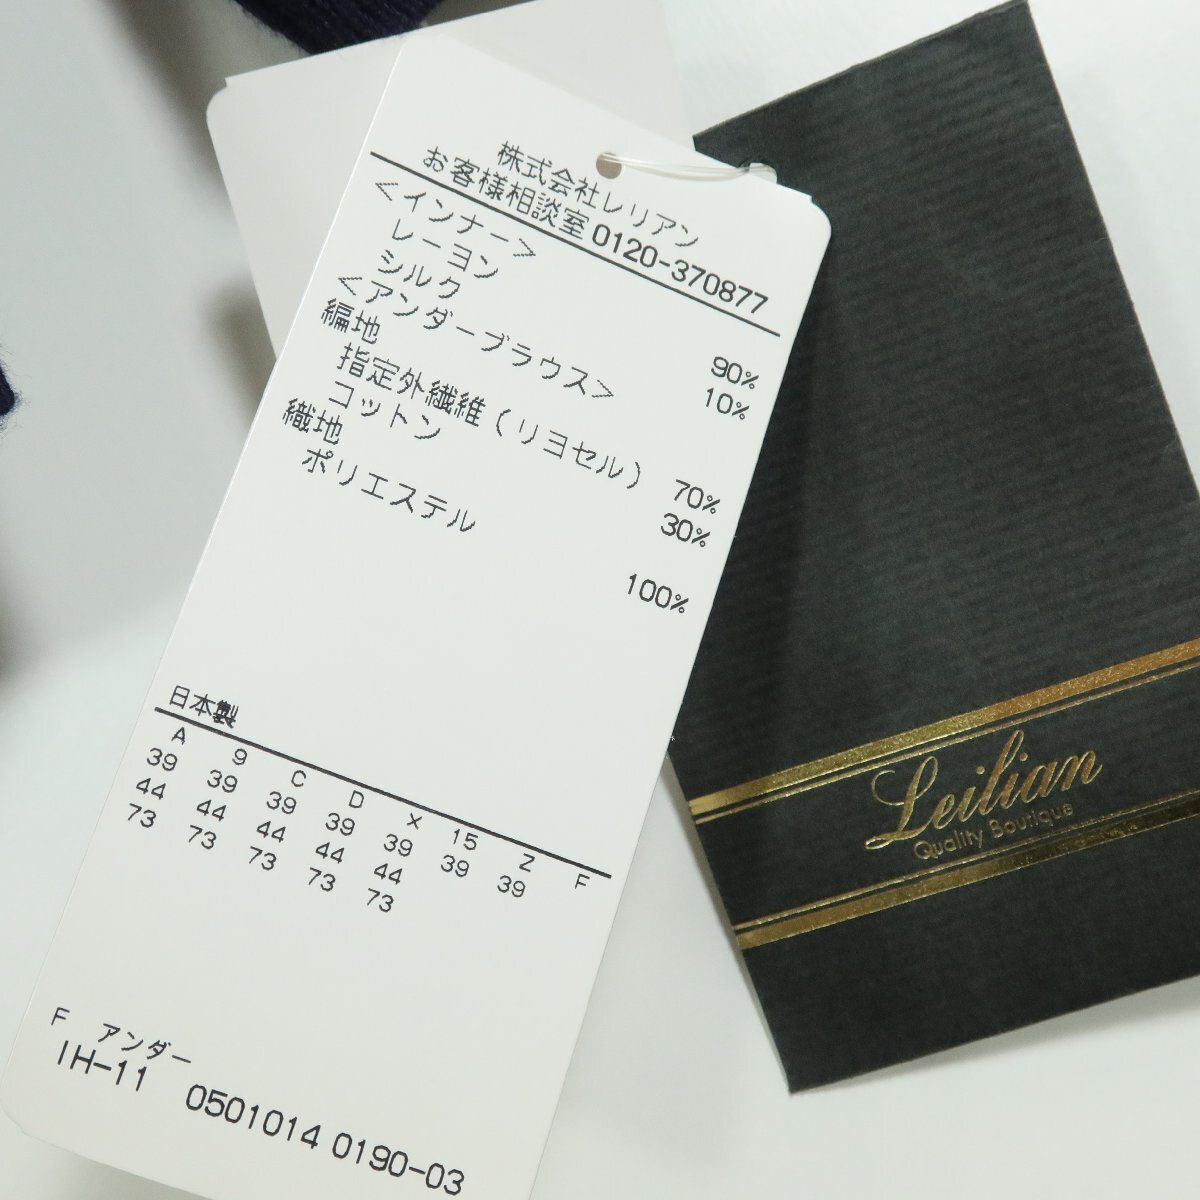 株式会社レリアン
お客様相談室 0120-370877
<インナー>
レーヨン 90%
シルク 10%
<アンダーブラウス>
編地
指定外繊維(リヨセル) 70%
コットン 30%
織地
ポリエステル 100%
日本製
A 9 C D X 15 Z F
39 39 39 39 39 39 39
44 44 44 44 44
73 73 73 73 73
F アンダー
IH-11 0501014 0190-03
Leilian
Quality Boutique